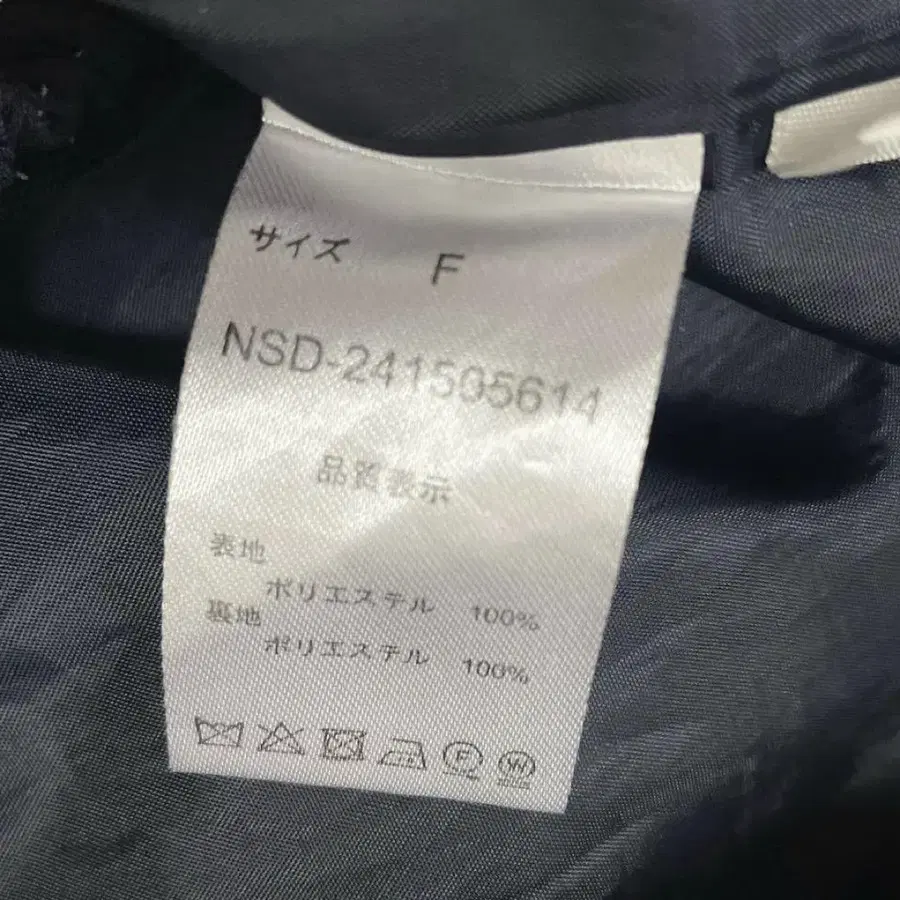 サイズ F
NSD-241505614
品質表示
表地
ポリエステル 100%
裏地
ポリエステル 100%
F W